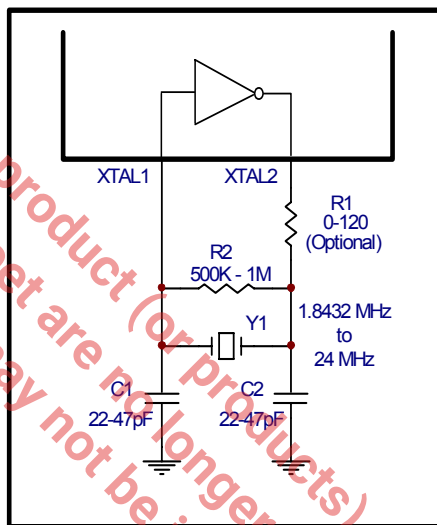 XTAL1
XTAL2
R1
0-120
(Optional)
R2
500K - 1M
1.8432 MHz
to
24 MHz
Y1
C1
22-47pF
C2
22-47pF
product (or products)
et are no longer
may not be